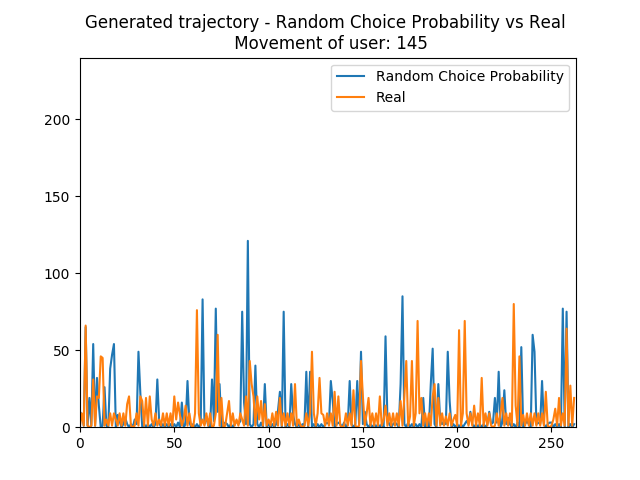 Generated trajectory - Random Choice Probability vs Real
Movement of user: 145
Random Choice Probability
Real
200
150
100
50
0
0 50 100 150 200 250